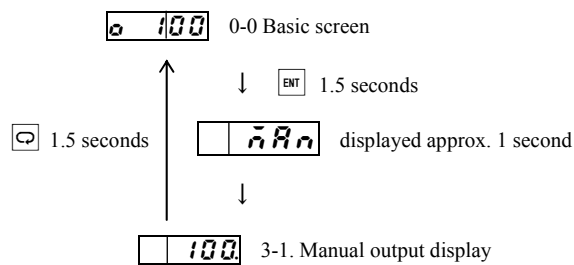 o 100 0-0 Basic screen
↓ ENT 1.5 seconds
1.5 seconds
mAn displayed approx. 1 second
↓
100. 3-1. Manual output display